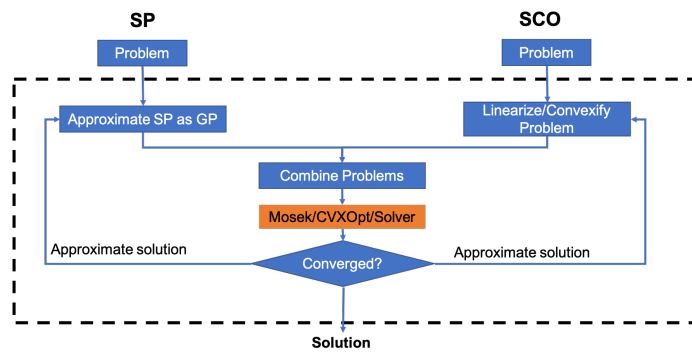 SP
SCO
Problem
Problem
Approximate SP as GP
Linearize/Convexify
Problem
Combine Problems
Mosek/CVXOpt/Solver
Approximate solution
Approximate solution
Converged?
Solution